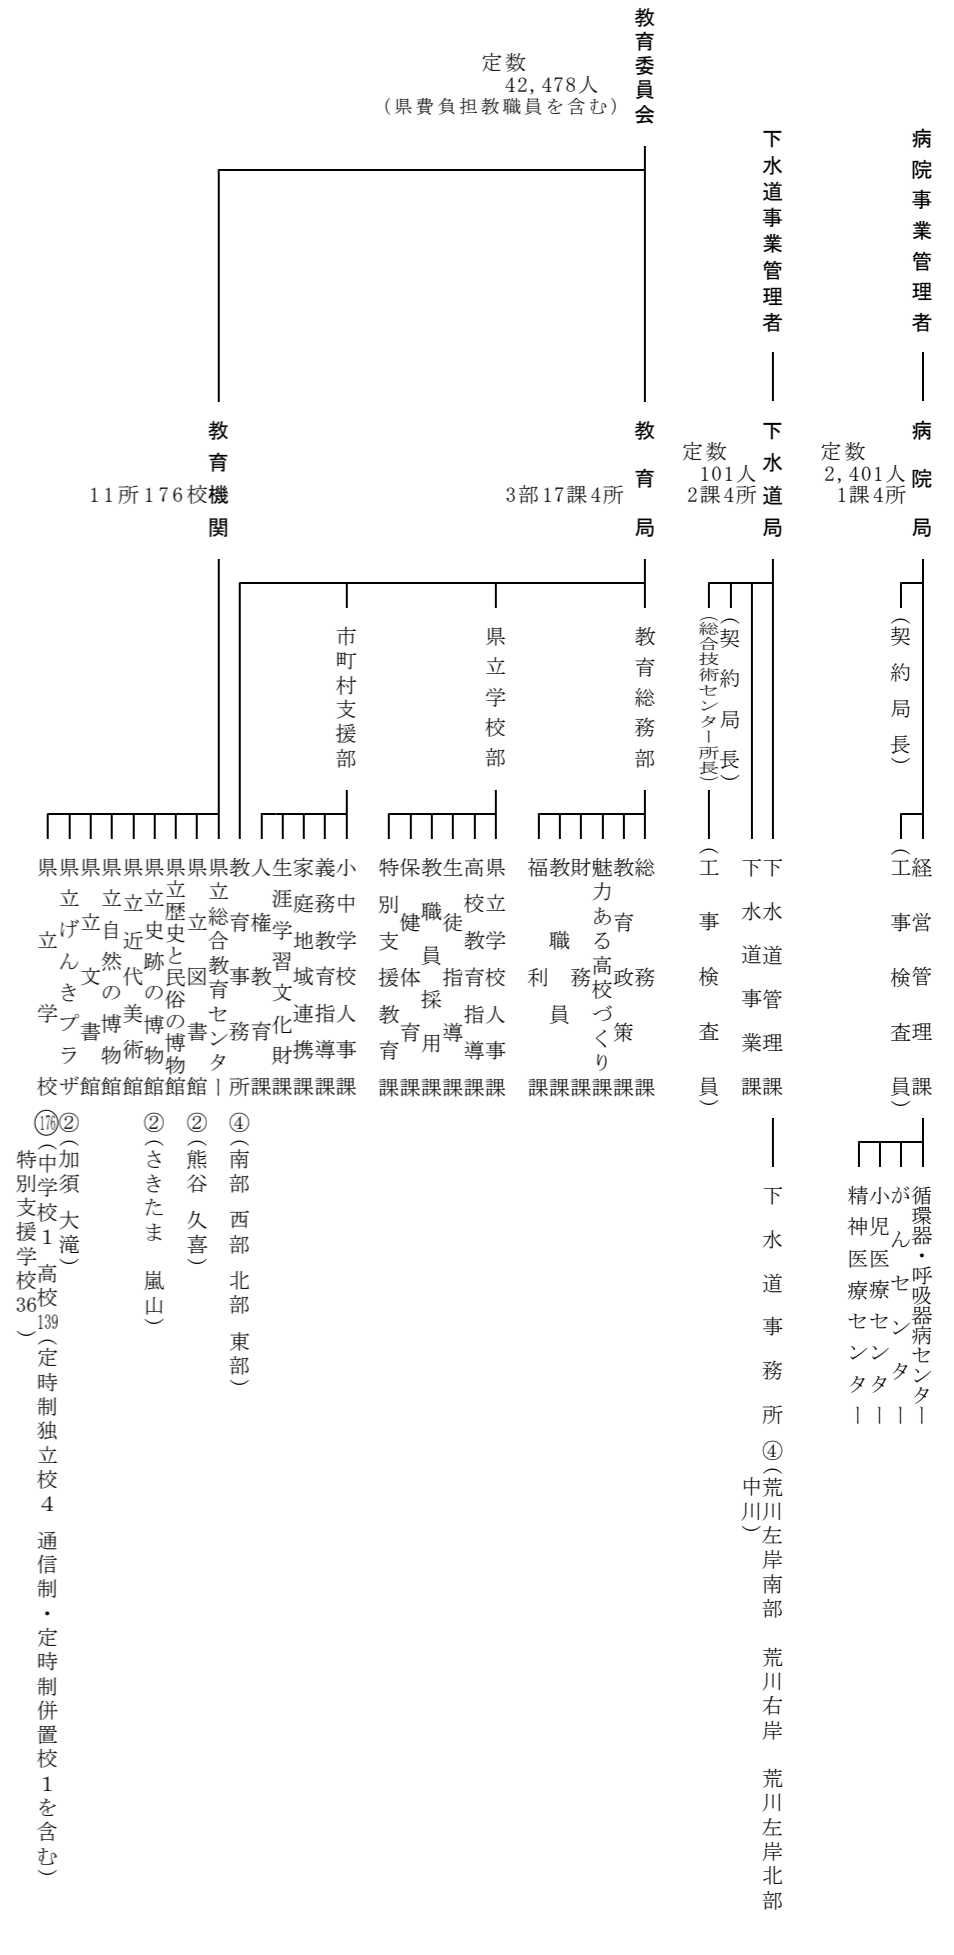 病院事業管理者
病院局
定数
2,401人
1課4所
(契約局長)
経営管理課
(工事検査員)
循環器・呼吸器病センター
がんセンター
小児医療センター
精神医療センター
下水道事業管理者
下水道局
定数
101人
2課4所
(契約局長)
(総合技術センター所長)
下水道管理課
下水道事業課
(工事検査員)
下水道事務所 ④(荒川左岸南部 荒川右岸 荒川左岸北部
中川)
教育委員会
定数
42,478人
(県費負担教職員を含む)
教育局
3部17課4所
教育総務部
総務課
教育政策課
魅力ある高校づくり課
財務課
教職員課
福利課
県立学校部
県立学校人事課
高校教育指導課
生徒指導課
教職員採用課
保健体育課
特別支援教育課
市町村支援部
小中学校人事課
義務教育指導課
家庭地域連携課
生涯学習文化財課
人権教育課
教育事務所 ④(南部 西部 北部 東部)
教育機関
11所176校
県立総合教育センター
県立図書館 ②(熊谷 久喜)
県立歴史と民俗の博物館
県立史跡の博物館 ②(さきたま 嵐山)
県立近代美術館
県立自然の博物館
県立文書館
県立げんきプラザ ②(加須 大滝)
県立学校 ⑰⑥(中学校1 高校139(定時制独立校4 通信制・定時制併置校1を含む)
特別支援学校36)